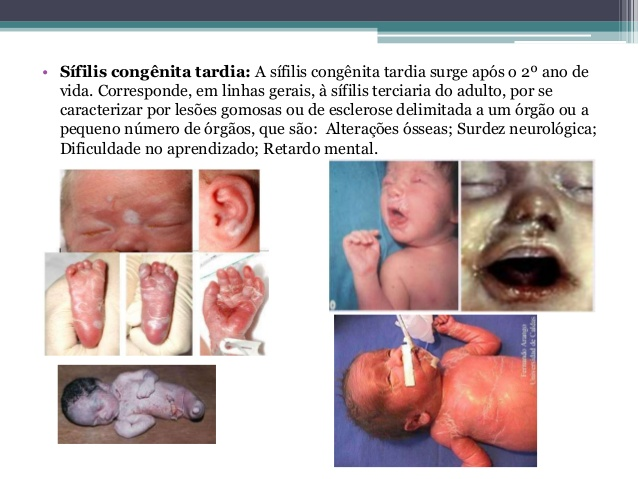 • Sífilis congênita tardia: A sífilis congênita tardia surge após o 2º ano de
vida. Corresponde, em linhas gerais, à sífilis terciaria do adulto, por se
caracterizar por lesões gomosas ou de esclerose delimitada a um órgão ou a
pequeno número de órgãos, que são: Alterações ósseas; Surdez neurológica;
Dificuldade no aprendizado; Retardo mental.
Fernando Arango
Universidad de Caldas